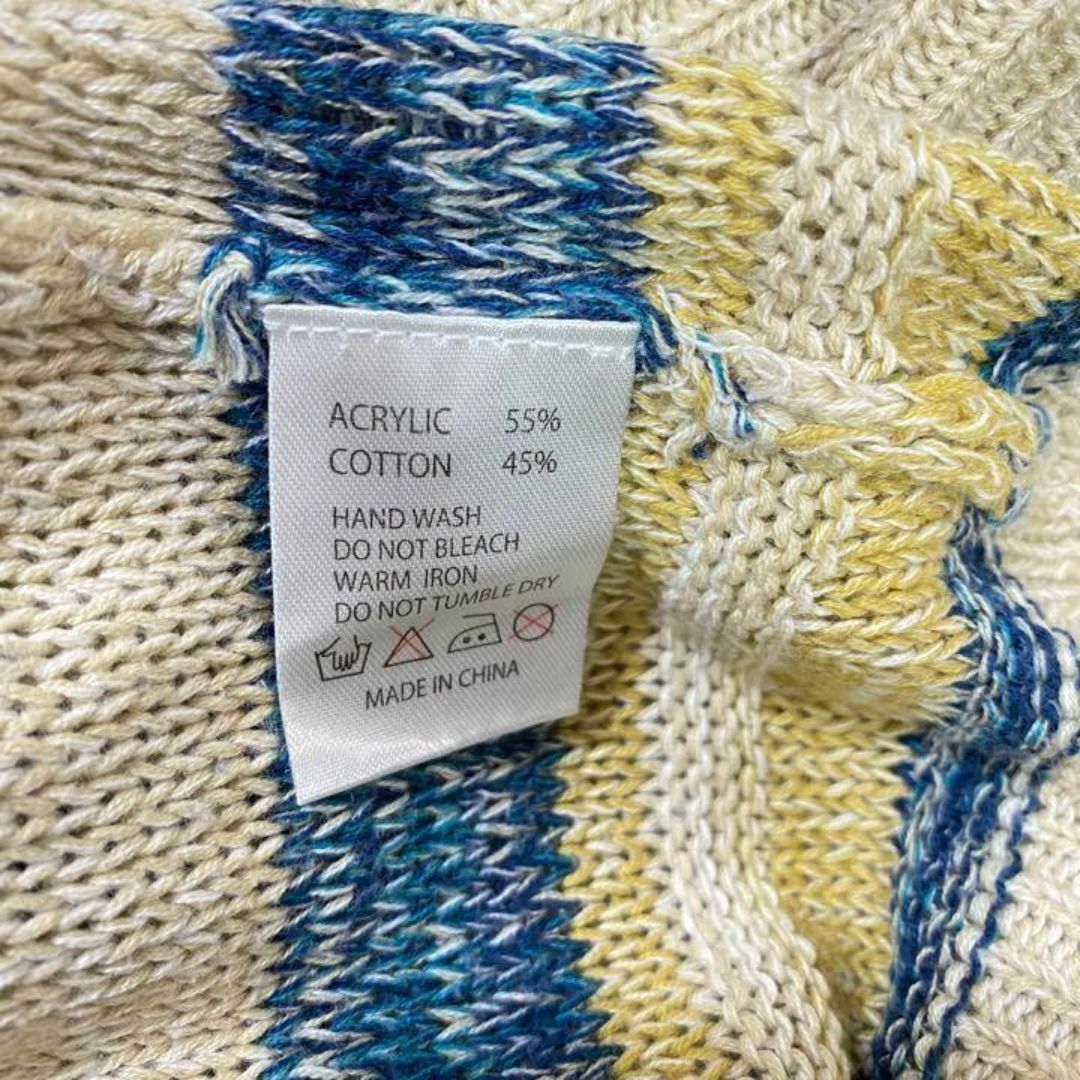 ACRYLIC 55%
COTTON 45%
HAND WASH
DO NOT BLEACH
WARM IRON
DO NOT TUMBLE DRY
MADE IN CHINA